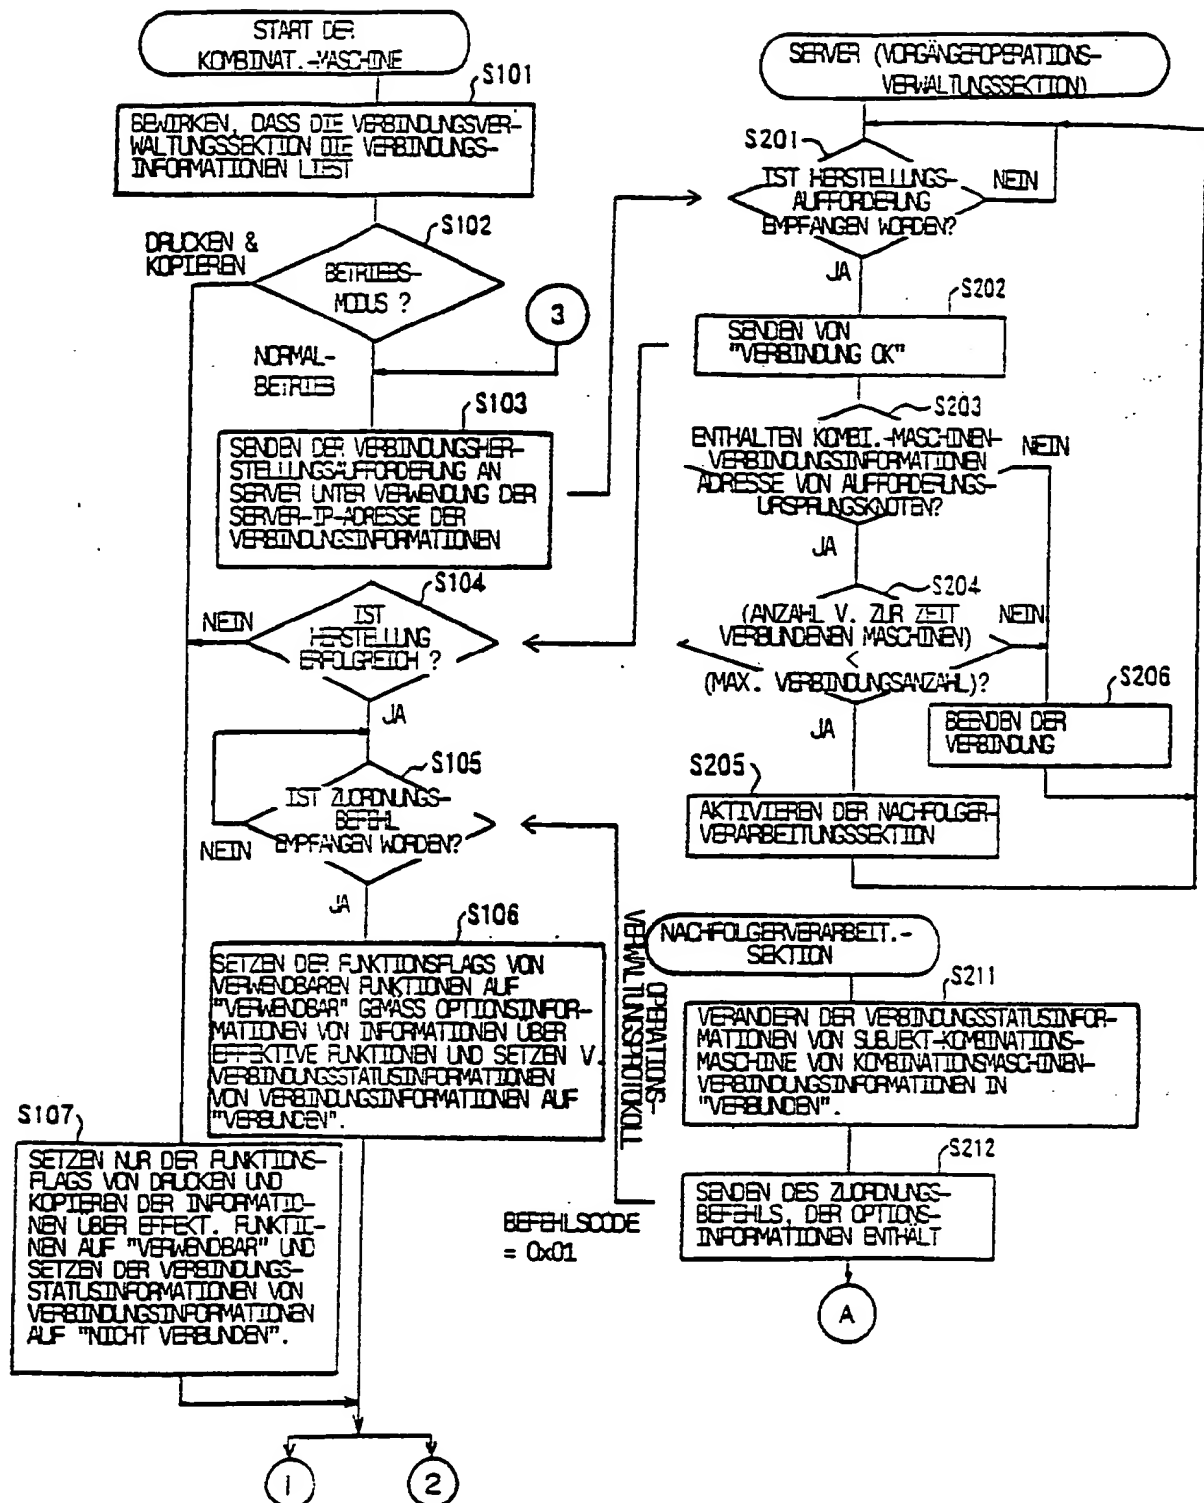 START DER
KOMBINAT.-MASCHINE
S101
BEWIRKEN, DASS DIE VERBINDUNGSVER-
WALTUNGSSEKTION DIE VERBINDUNGS-
INFORMATIONEN LIEST
S102
DRUCKEN &
KOPIEREN
BETRIEBS-
MODUS ?
3
NORMAL-
BETRIEB
S103
SENDEN DER VERBINDUNGSHER-
STELLUNGSAUFFORDERUNG AN
SERVER UNTER VERWENDUNG DER
SERVER-IP-ADRESSE DER
VERBINDUNGSINFORMATIONEN
S104
NEIN
IST
HERSTELLUNG
ERFOLGREICH ?
JA
S105
IST ZUORDNUNGS-
BEFEHL
EMPFANGEN WORDEN?
NEIN
JA
S106
SETZEN DER FUNKTIONSFLAGS VON
VERWENDBAREN FUNKTIONEN AUF
"VERWENDBAR" GEMÄSS OPTIONSINFOR-
MATIONEN VON INFORMATIONEN ÜBER
EFFEKTIVE FUNKTIONEN UND SETZEN V.
VERBINDUNGSSTATUSINFORMATIONEN
VON VERBINDUNGSINFORMATIONEN AUF
"VERBUNDEN".
S107
SETZEN NUR DER FUNKTIONS-
FLAGS VON DRUCKEN UND
KOPIEREN DER INFORMATIO-
NEN ÜBER EFFEKT. FUNKTIO-
NEN AUF "VERWENDBAR" UND
SETZEN DER VERBINDUNGS-
STATUSINFORMATIONEN VON
VERBINDUNGSINFORMATIONEN
AUF "NICHT VERBUNDEN".
1
2
SERVER (VORGÄNGEROPERATIONS-
VERWALTUNGSSEKTION)
S201
IST HERSTELLUNGS-
AUFFORDERUNG
EMPFANGEN WORDEN?
NEIN
JA
S202
SENDEN VON
"VERBINDUNG OK"
S203
ENTHALTEN KOMBI.-MASCHINEN-
VERBINDUNGSINFORMATIONEN
ADRESSE VON AUFFORDERUNGS-
URSPRUNGSKNOTEN?
NEIN
JA
S204
(ANZAHL V. ZUR ZEIT
VERBUNDENEN MASCHINEN)
<
(MAX. VERBINDUNGSANZAHL)?
NEIN
JA
S206
BEENDEN DER
VERBINDUNG
S205
AKTIVIEREN DER NACHFOLGER-
VERARBEITUNGSSEKTION
OPERATIONS-
VERWALTUNGSPROTOKOLL
NACHFOLGERVERARBEIT.-
SEKTION
S211
VERÄNDERN DER VERBINDUNGSSTATUSINFOR-
MATIONEN VON SUBJEKT-KOMBINATIONS-
MASCHINE VON KOMBINATIONSMASCHINEN-
VERBINDUNGSINFORMATIONEN IN
"VERBUNDEN".
S212
SENDEN DES ZUORDNUNGS-
BEFEHLS, DER OPTIONS-
INFORMATIONEN ENTHÄLT
BEFEHLSCODE
= 0x01
A